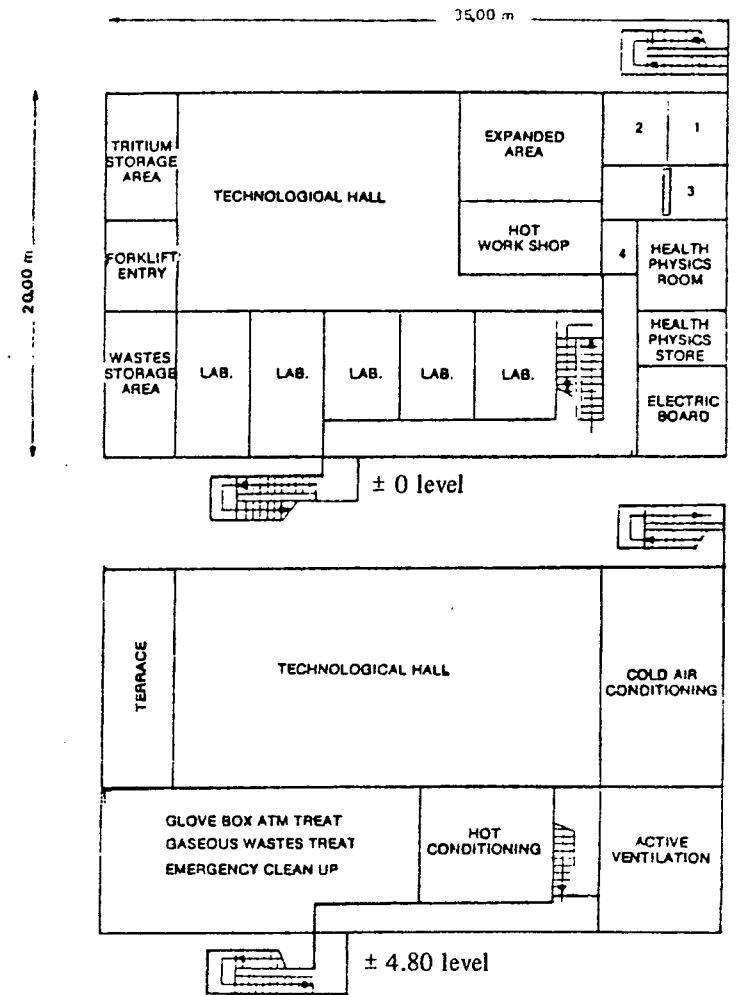 35,00 m
20,00 m
TRITIUM
STORAGE
AREA
TECHNOLOGICAL HALL
EXPANDED
AREA
2
1
3
HOT
WORK SHOP
4
FORKLIFT
ENTRY
HEALTH
PHYSICS
ROOM
HEALTH
PHYSICS
STORE
WASTES
STORAGE
AREA
LAB.
LAB.
LAB.
LAB.
LAB.
ELECTRIC
BOARD
± 0 level
TERRACE
TECHNOLOGICAL HALL
COLD AIR
CONDITIONING
GLOVE BOX ATM TREAT
GASEOUS WASTES TREAT
EMERGENCY CLEAN UP
HOT
CONDITIONING
ACTIVE
VENTILATION
± 4.80 level